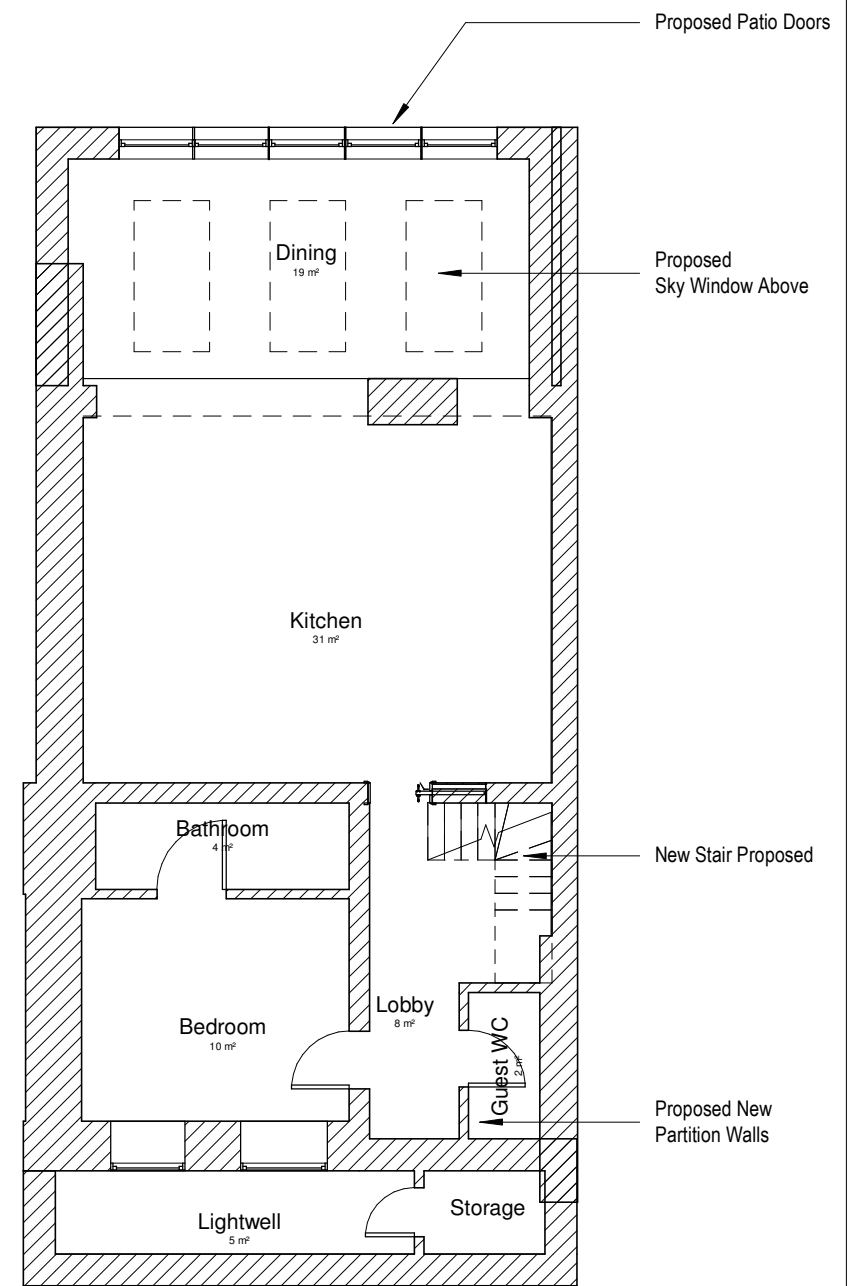 Proposed Patio Doors
Dining
19 m²
Proposed
Sky Window Above
Kitchen
31 m²
Bathroom
4 m²
New Stair Proposed
Lobby
8 m²
Bedroom
10 m²
Guest WC
2 m²
Proposed New
Partition Walls
Storage
Lightwell
5 m²